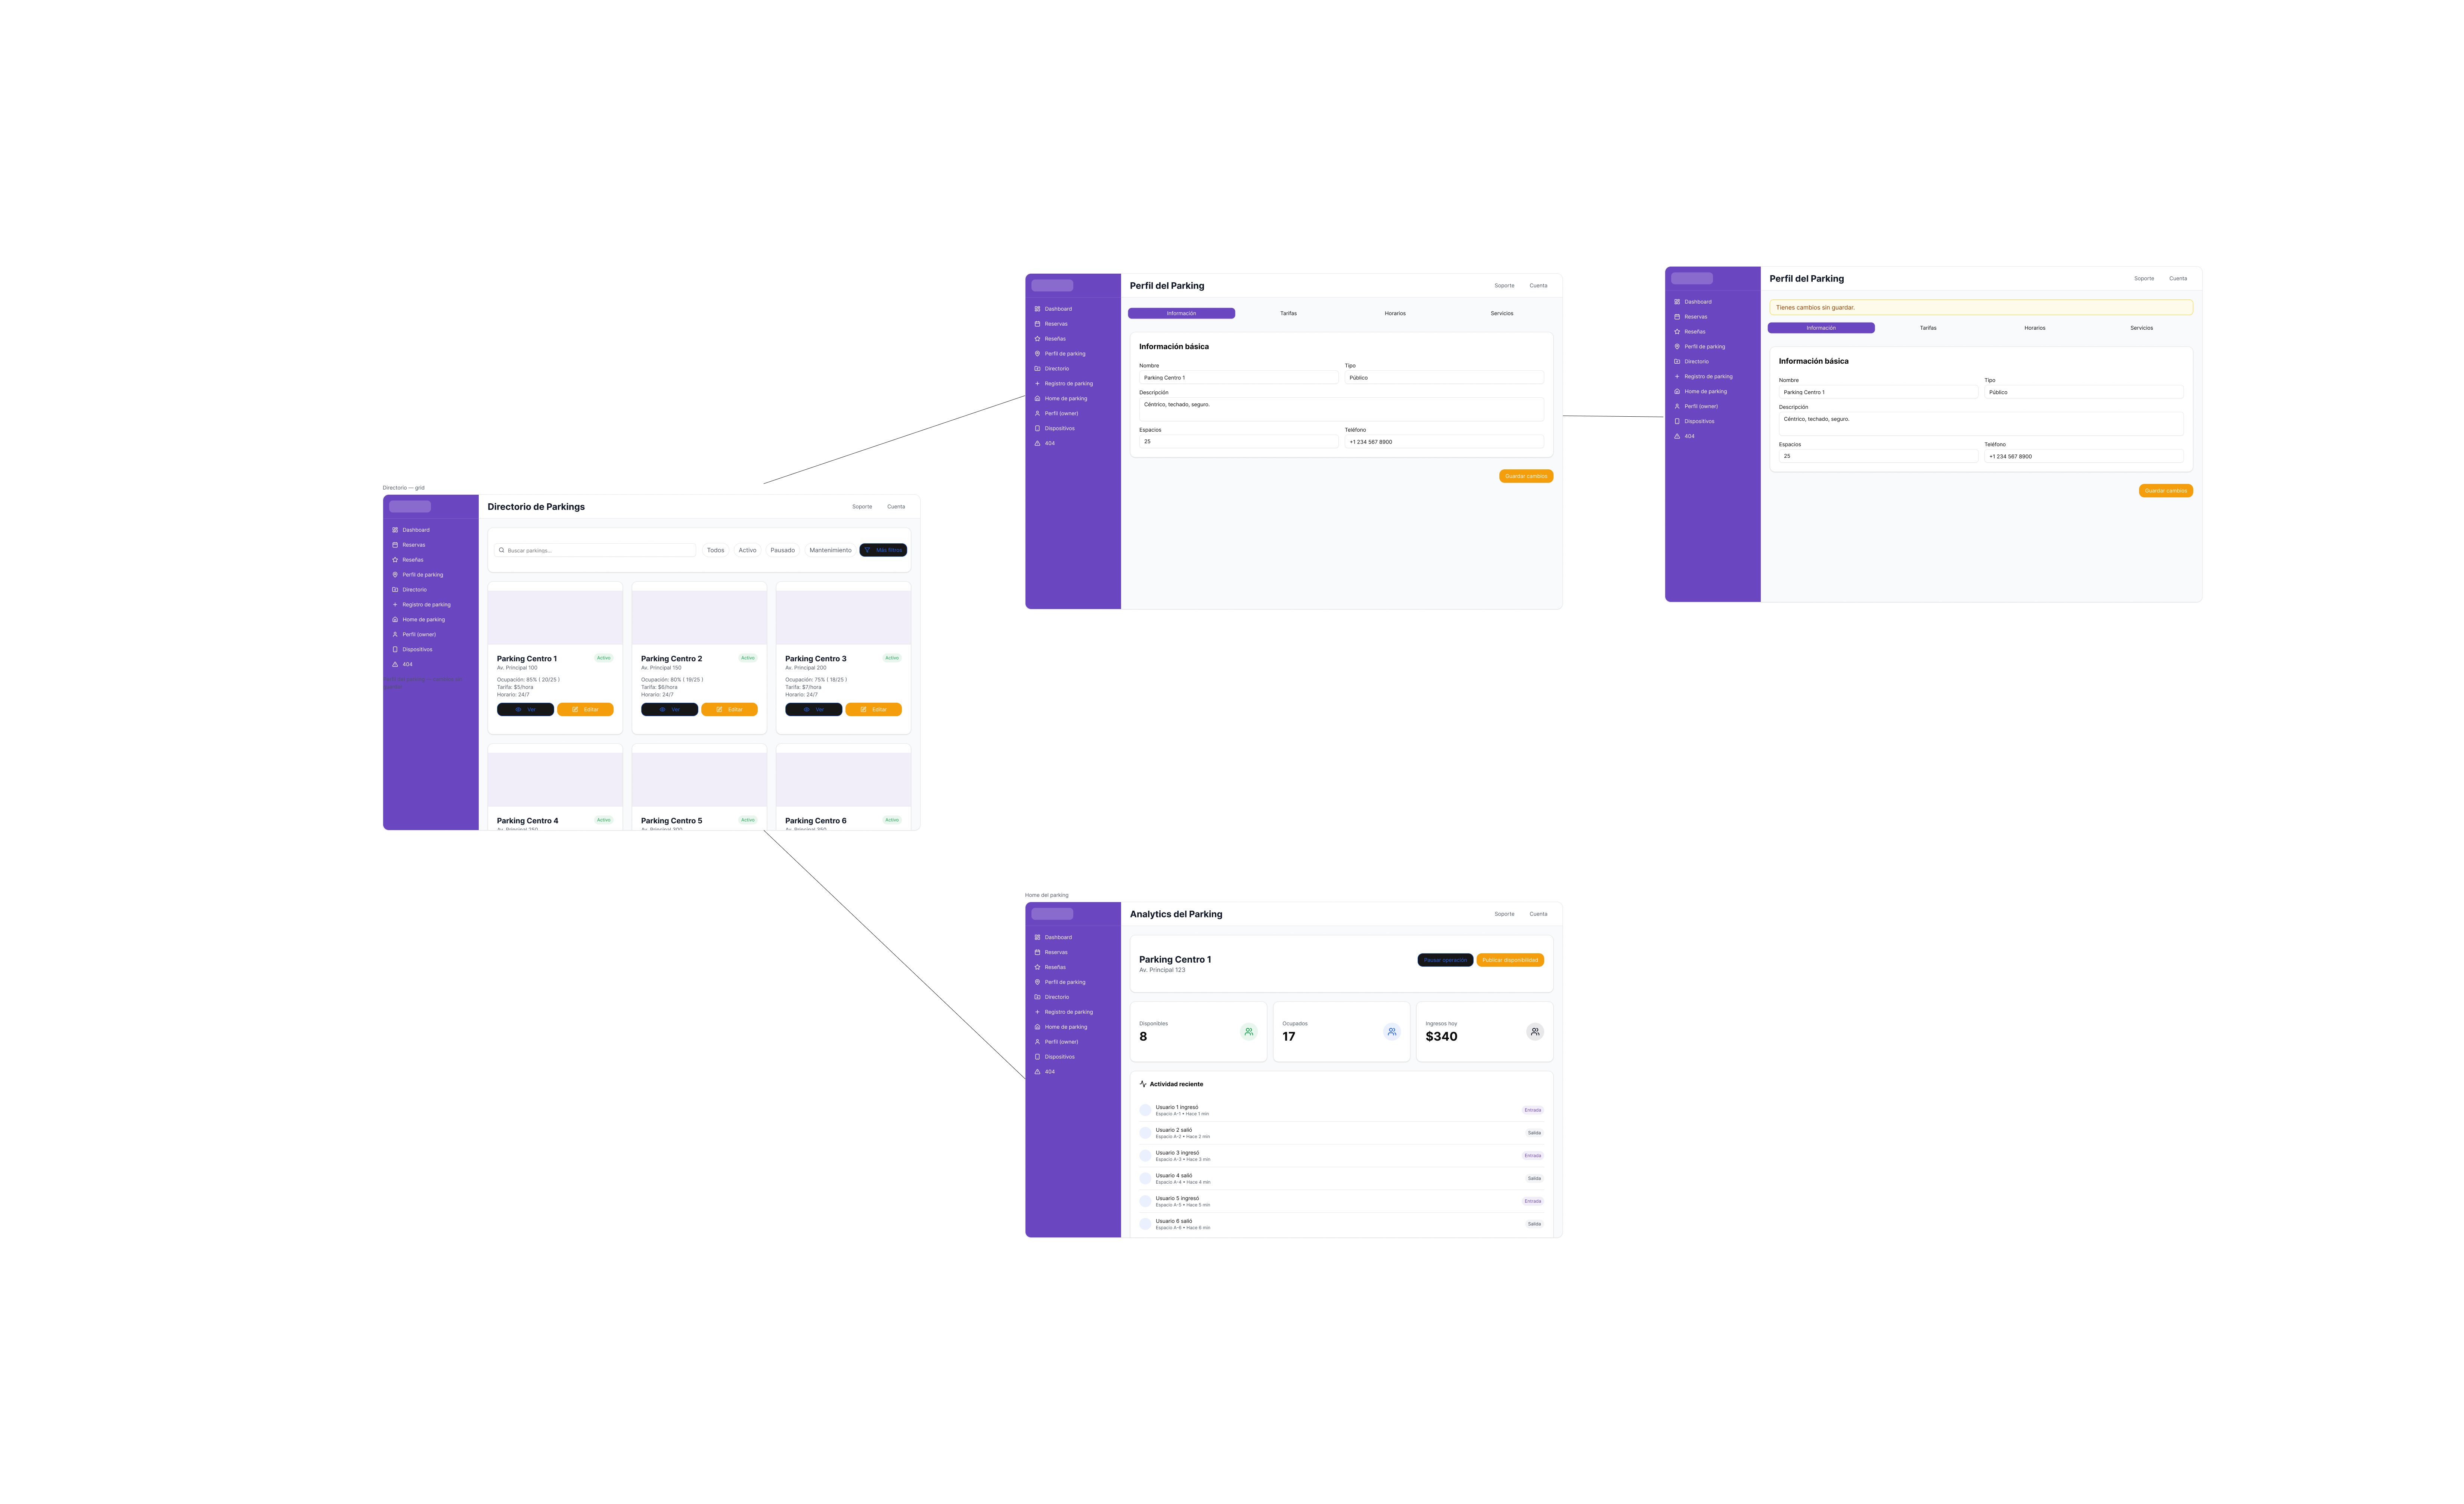 Directorio — grid
Dashboard
Reservas
Reseñas
Perfil de parking
Directorio
Registro de parking
Home de parking
Perfil (owner)
Dispositivos
404
Directorio de Parkings
Soporte
Cuenta
Buscar parkings...
Todos
Activo
Pausado
Mantenimiento
Más filtros
Parking Centro 1
Activo
Av. Principal 100
Ocupación: 85% ( 20/25 )
Tarifa: $5/hora
Horario: 24/7
Ver
Editar
Parking Centro 2
Activo
Av. Principal 150
Ocupación: 80% ( 19/25 )
Tarifa: $6/hora
Horario: 24/7
Ver
Editar
Parking Centro 3
Activo
Av. Principal 200
Ocupación: 75% ( 18/25 )
Tarifa: $7/hora
Horario: 24/7
Ver
Editar
Parking Centro 4
Activo
Av. Principal 250
Parking Centro 5
Activo
Av. Principal 300
Parking Centro 6
Activo
Av. Principal 350
Dashboard
Reservas
Reseñas
Perfil de parking
Directorio
Registro de parking
Home de parking
Perfil (owner)
Dispositivos
404
Perfil del Parking
Soporte
Cuenta
Información
Tarifas
Horarios
Servicios
Información básica
Nombre
Parking Centro 1
Tipo
Público
Descripción
Céntrico, techado, seguro.
Espacios
25
Teléfono
+1 234 567 8900
Guardar cambios
Dashboard
Reservas
Reseñas
Perfil de parking
Directorio
Registro de parking
Home de parking
Perfil (owner)
Dispositivos
404
Perfil del Parking
Soporte
Cuenta
Tienes cambios sin guardar.
Información
Tarifas
Horarios
Servicios
Información básica
Nombre
Parking Centro 1
Tipo
Público
Descripción
Céntrico, techado, seguro.
Espacios
25
Teléfono
+1 234 567 8900
Guardar cambios
Home del parking
Dashboard
Reservas
Reseñas
Perfil de parking
Directorio
Registro de parking
Home de parking
Perfil (owner)
Dispositivos
404
Analytics del Parking
Soporte
Cuenta
Parking Centro 1
Av. Principal 123
Pausar operación
Publicar disponibilidad
Disponibles
8
Ocupados
17
Ingresos hoy
$340
Actividad reciente
Usuario 1 ingresó
Espacio A-1 • Hace 1 min
Entrada
Usuario 2 salió
Espacio A-2 • Hace 2 min
Salida
Usuario 3 ingresó
Espacio A-3 • Hace 3 min
Entrada
Usuario 4 salió
Espacio A-4 • Hace 4 min
Salida
Usuario 5 ingresó
Espacio A-5 • Hace 5 min
Entrada
Usuario 6 salió
Espacio A-6 • Hace 6 min
Salida